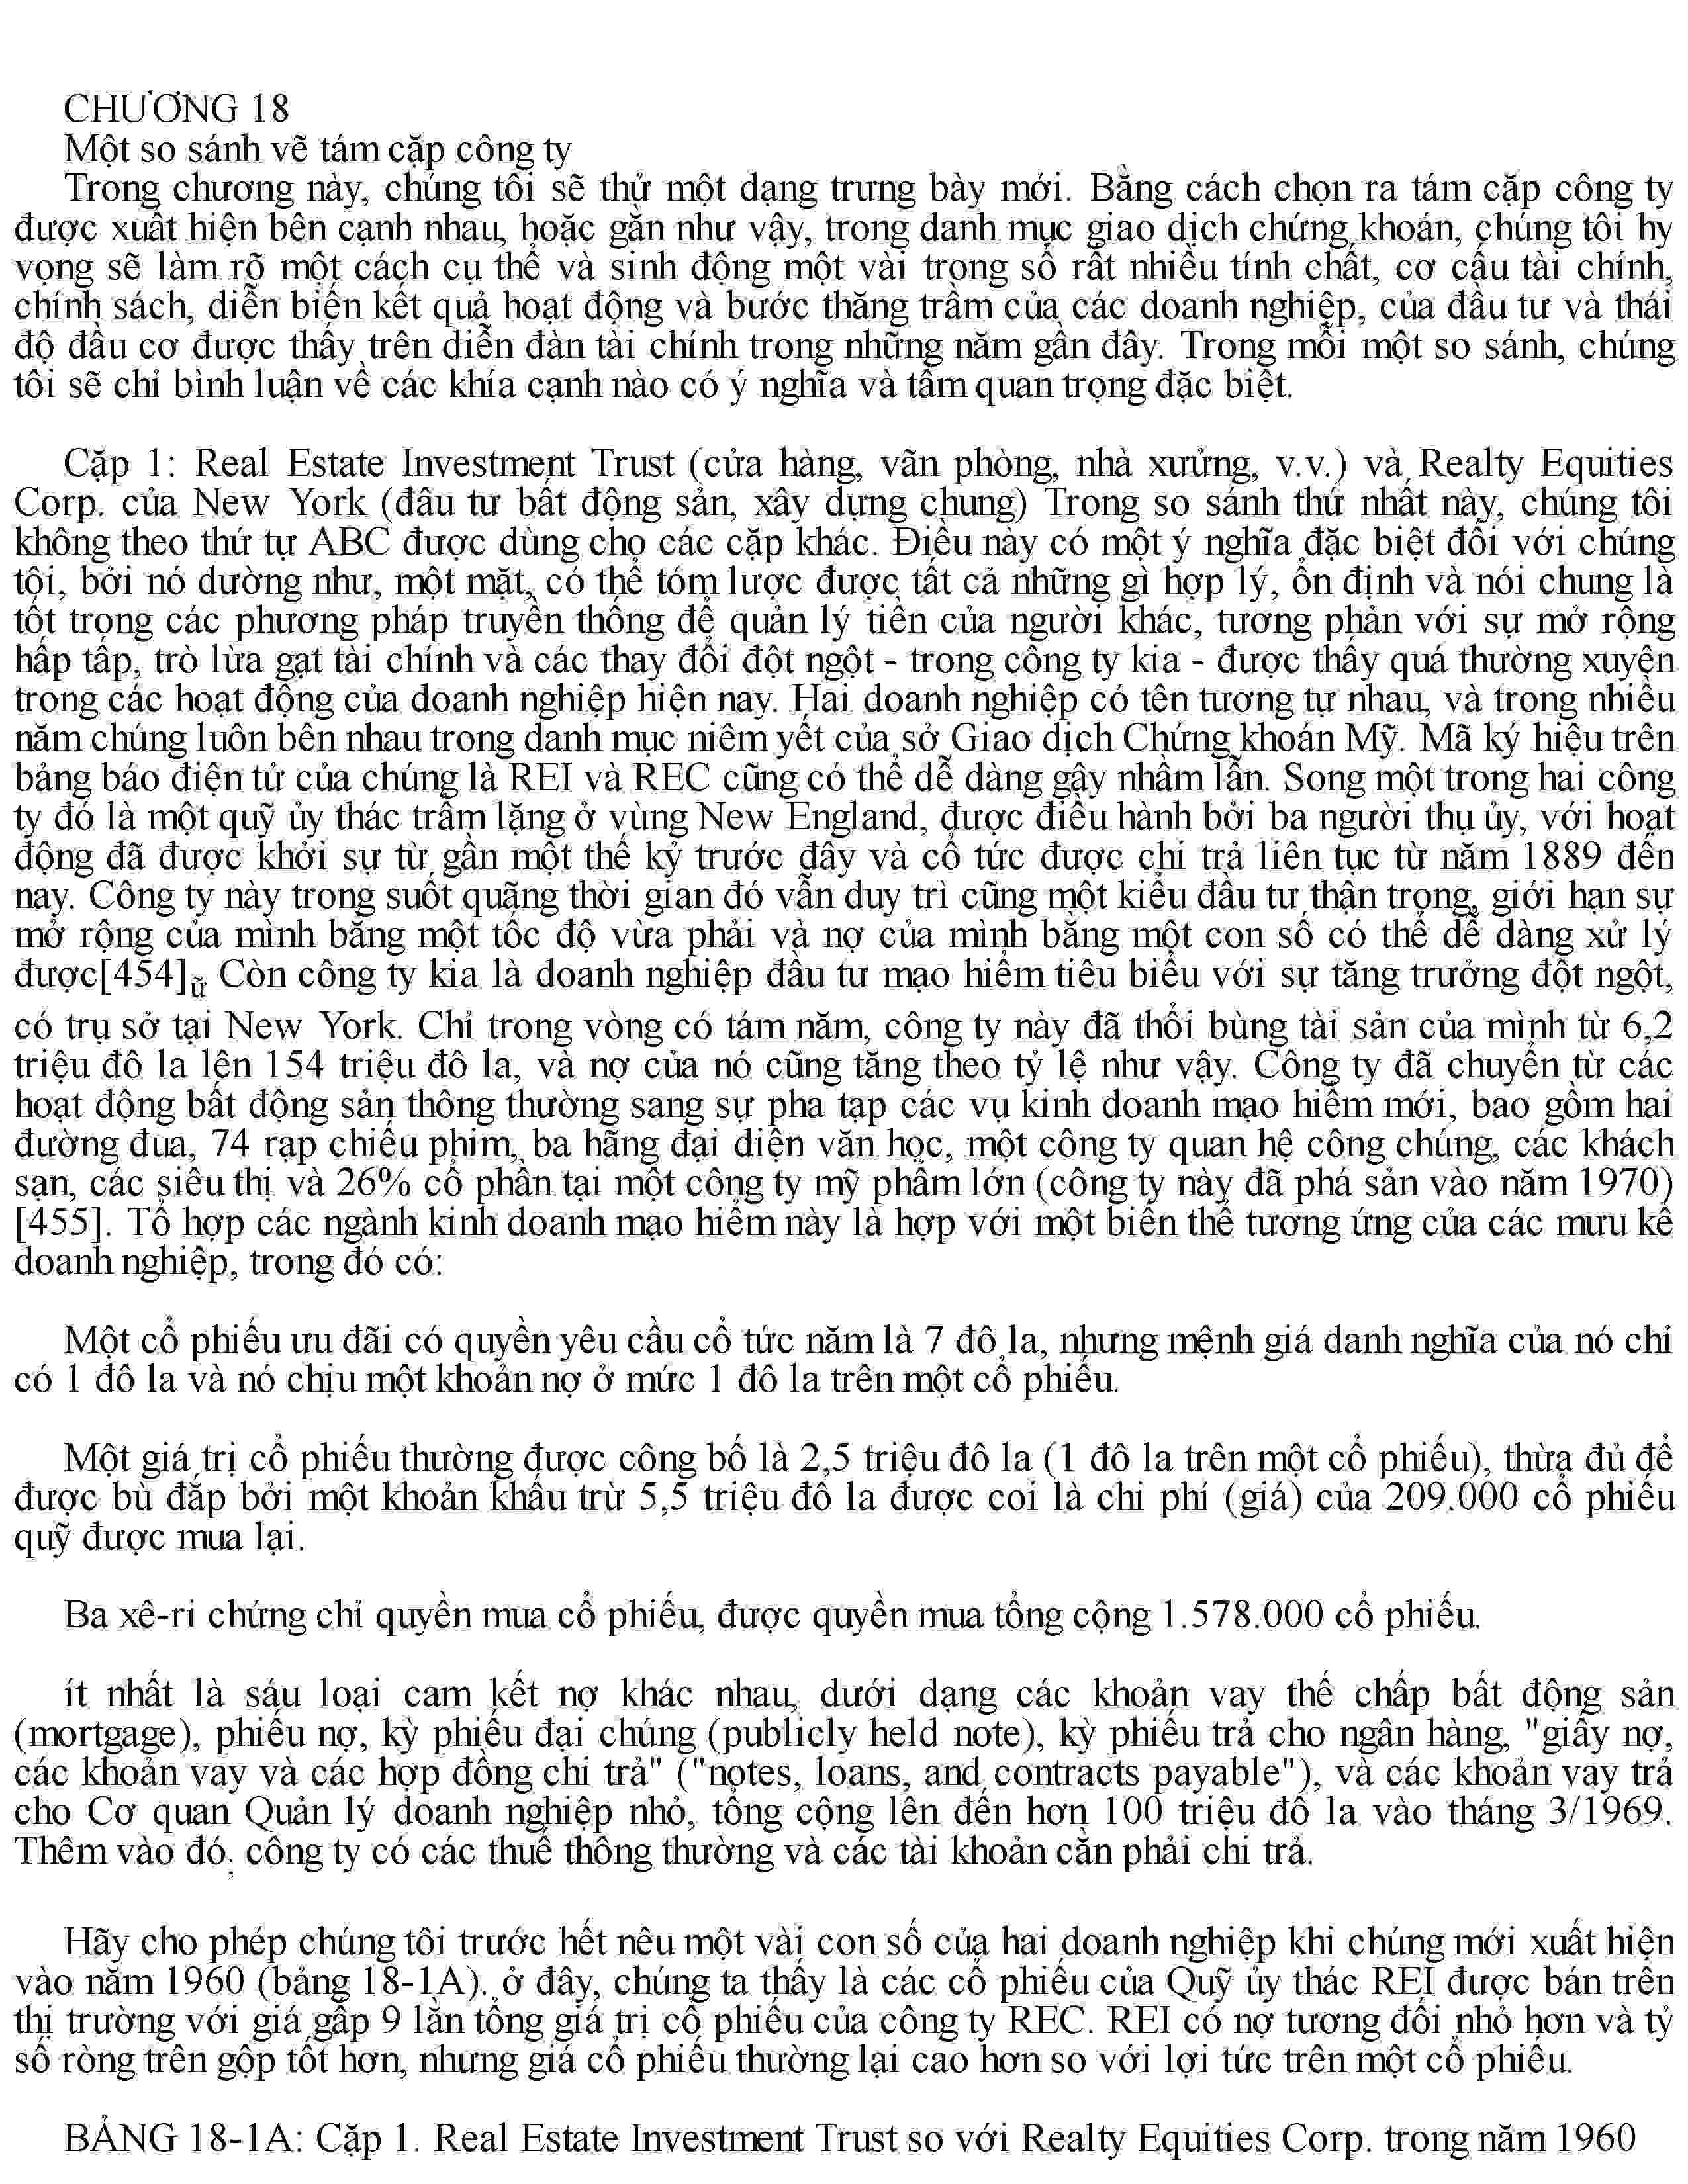 CHƯƠNG 18
Một so sánh vẽ tám cặp công ty
Trong chương này, chúng tôi sẽ thử một dạng trưng bày mới. Bằng cách chọn ra tám cặp công ty
được xuất hiện bên cạnh nhau, hoặc gần như vậy, trong danh mục giao dịch chứng khoán, chúng tôi hy
vọng sẽ làm rõ một cách cụ thể và sinh động một vài trong số rất nhiều tính chất, cơ cấu tài chính,
chính sách, diễn biến kết quả hoạt động và bước thăng trầm của các doanh nghiệp, của đầu tư và thái
độ đầu cơ được thấy trên diễn đàn tài chính trong những năm gần đây. Trong mỗi một so sánh, chúng
tôi sẽ chỉ bình luận về các khía cạnh nào có ý nghĩa và tầm quan trọng đặc biệt.
Cặp 1: Real Estate Investment Trust (cửa hàng, văn phòng, nhà xưửng, v.v.) và Realty Equities
Corp. của New York (đầu tư bất động sản, xây dựng chung) Trong so sánh thứ nhất này, chúng tôi
không theo thứ tự ABC được dùng cho các cặp khác. Điều này có một ý nghĩa đặc biệt đối với chúng
tôi, bởi nó dường như, một mặt, có thể tóm lược được tất cả những gì hợp lý, ổn định và nói chung là
tốt trong các phương pháp truyền thống để quản lý tiền của người khác, tương phản với sự mở rộng
hấp tấp, trò lừa gạt tài chính và các thay đổi đột ngột - trong công ty kia - được thấy quá thường xuyên
trong các hoạt động của doanh nghiệp hiện nay. Hai doanh nghiệp có tên tương tự nhau, và trong nhiều
năm chúng luôn bên nhau trong danh mục niêm yết của sở Giao dịch Chứng khoán Mỹ. Mã ký hiệu trên
bảng báo điện tử của chúng là REI và REC cũng có thể dễ dàng gây nhầm lẫn. Song một trong hai công
ty đó là một quỹ ủy thác trầm lặng ở vùng New England, được điều hành bởi ba người thụ ủy, với hoạt
động đã được khởi sự từ gần một thế kỷ trước đây và cổ tức được chi trả liên tục từ năm 1889 đến
nay. Công ty này trong suốt quãng thời gian đó vẫn duy trì cũng một kiểu đầu tư thận trọng, giới hạn sự
mở rộng của mình bằng một tốc độ vừa phải và nợ của mình bằng một con số có thể dễ dàng xử lý
được[454]ữ Còn công ty kia là doanh nghiệp đầu tư mạo hiểm tiêu biểu với sự tăng trưởng đột ngột,
có trụ sở tại New York. Chỉ trong vòng có tám năm, công ty này đã thổi bùng tài sản của mình từ 6,2
triệu đô la lên 154 triệu đô la, và nợ của nó cũng tăng theo tỷ lệ như vậy. Công ty đã chuyển từ các
hoạt động bất động sản thông thường sang sự pha tạp các vụ kinh doanh mạo hiểm mới, bao gồm hai
đường đua, 74 rạp chiếu phim, ba hãng đại diện văn học, một công ty quan hệ công chúng, các khách
sạn, các siêu thị và 26% cổ phần tại một công ty mỹ phẩm lớn (công ty này đã phá sản vào năm 1970)
[455]. Tổ hợp các ngành kinh doanh mạo hiểm này là hợp với một biến thể tương ứng của các mưu kế
doanh nghiệp, trong đó có:
Một cổ phiếu ưu đãi có quyền yêu cầu cổ tức năm là 7 đô la, nhưng mệnh giá danh nghĩa của nó chỉ
có 1 đô la và nó chịu một khoản nợ ở mức 1 đô la trên một cổ phiếu.
Một giá trị cổ phiếu thường được công bố là 2,5 triệu đô la (1 đô la trên một cổ phiếu), thừa đủ để
được bù đắp bởi một khoản khấu trừ 5,5 triệu đô la được coi là chi phí (giá) của 209.000 cổ phiếu
quỹ được mua lại.
Ba xê-ri chứng chỉ quyền mua cổ phiếu, được quyền mua tổng cộng 1.578.000 cổ phiếu.
ít nhất là sáu loại cam kết nợ khác nhau, dưới dạng các khoản vay thế chấp bất động sản
(mortgage), phiếu nợ, kỳ phiếu đại chúng (publicly held note), kỳ phiếu trả cho ngân hàng, "giấy nợ,
các khoản vay và các hợp đồng chi trả" ("notes, loans, and contracts payable"), và các khoản vay trả
cho Cơ quan Quản lý doanh nghiệp nhỏ, tổng cộng lên đến hơn 100 triệu đô la vào tháng 3/1969.
Thêm vào đó; công ty có các thuế thông thường và các tài khoản cần phải chi trả.
Hãy cho phép chúng tôi trước hết nêu một vài con số của hai doanh nghiệp khi chúng mới xuất hiện
vào năm 1960 (bảng 18-1A). ở đây, chúng ta thấy là các cổ phiếu của Quỹ ủy thác REI được bán trên
thị trường với giá gấp 9 lần tổng giá trị cổ phiếu của công ty REC. REI có nợ tương đối nhỏ hơn và tỷ
số ròng trên gộp tốt hơn, nhưng giá cổ phiếu thường lại cao hơn so với lợi tức trên một cổ phiếu.
BẢNG 18-1A: Cặp 1. Real Estate Investment Trust so với Realty Equities Corp. trong năm 1960